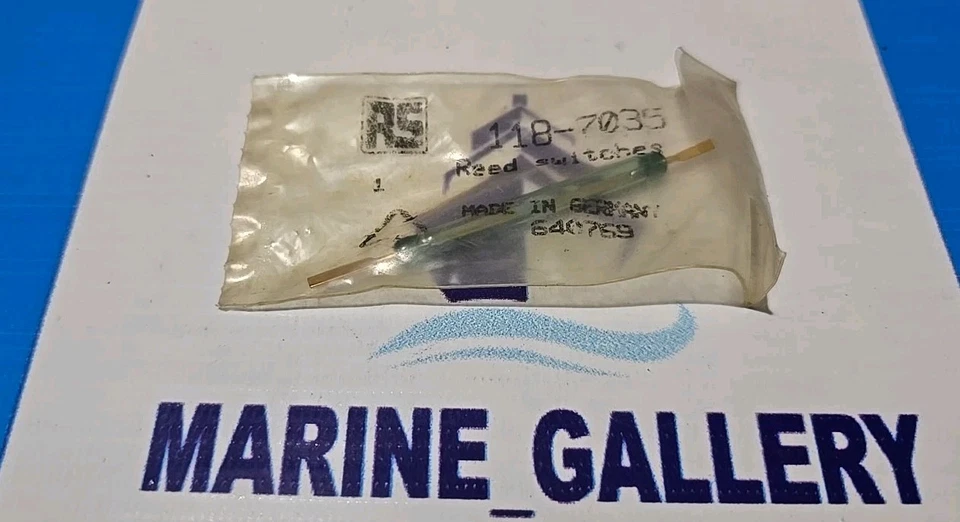 RS
118-7035
Reed switches
1
MADE IN GERMANY
640769
MARINE_GALLERY